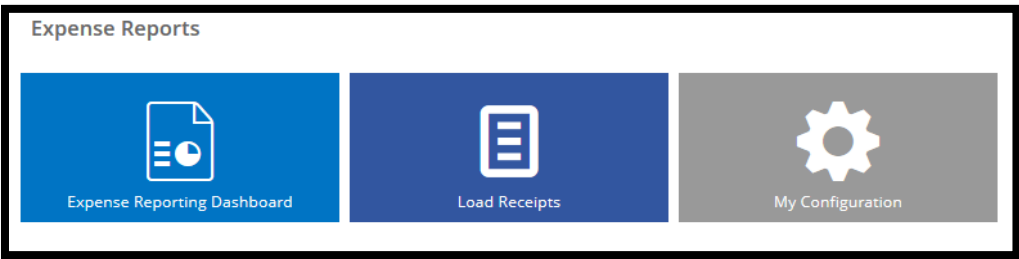 Expense Reports
Expense Reporting Dashboard
Load Receipts
My Configuration